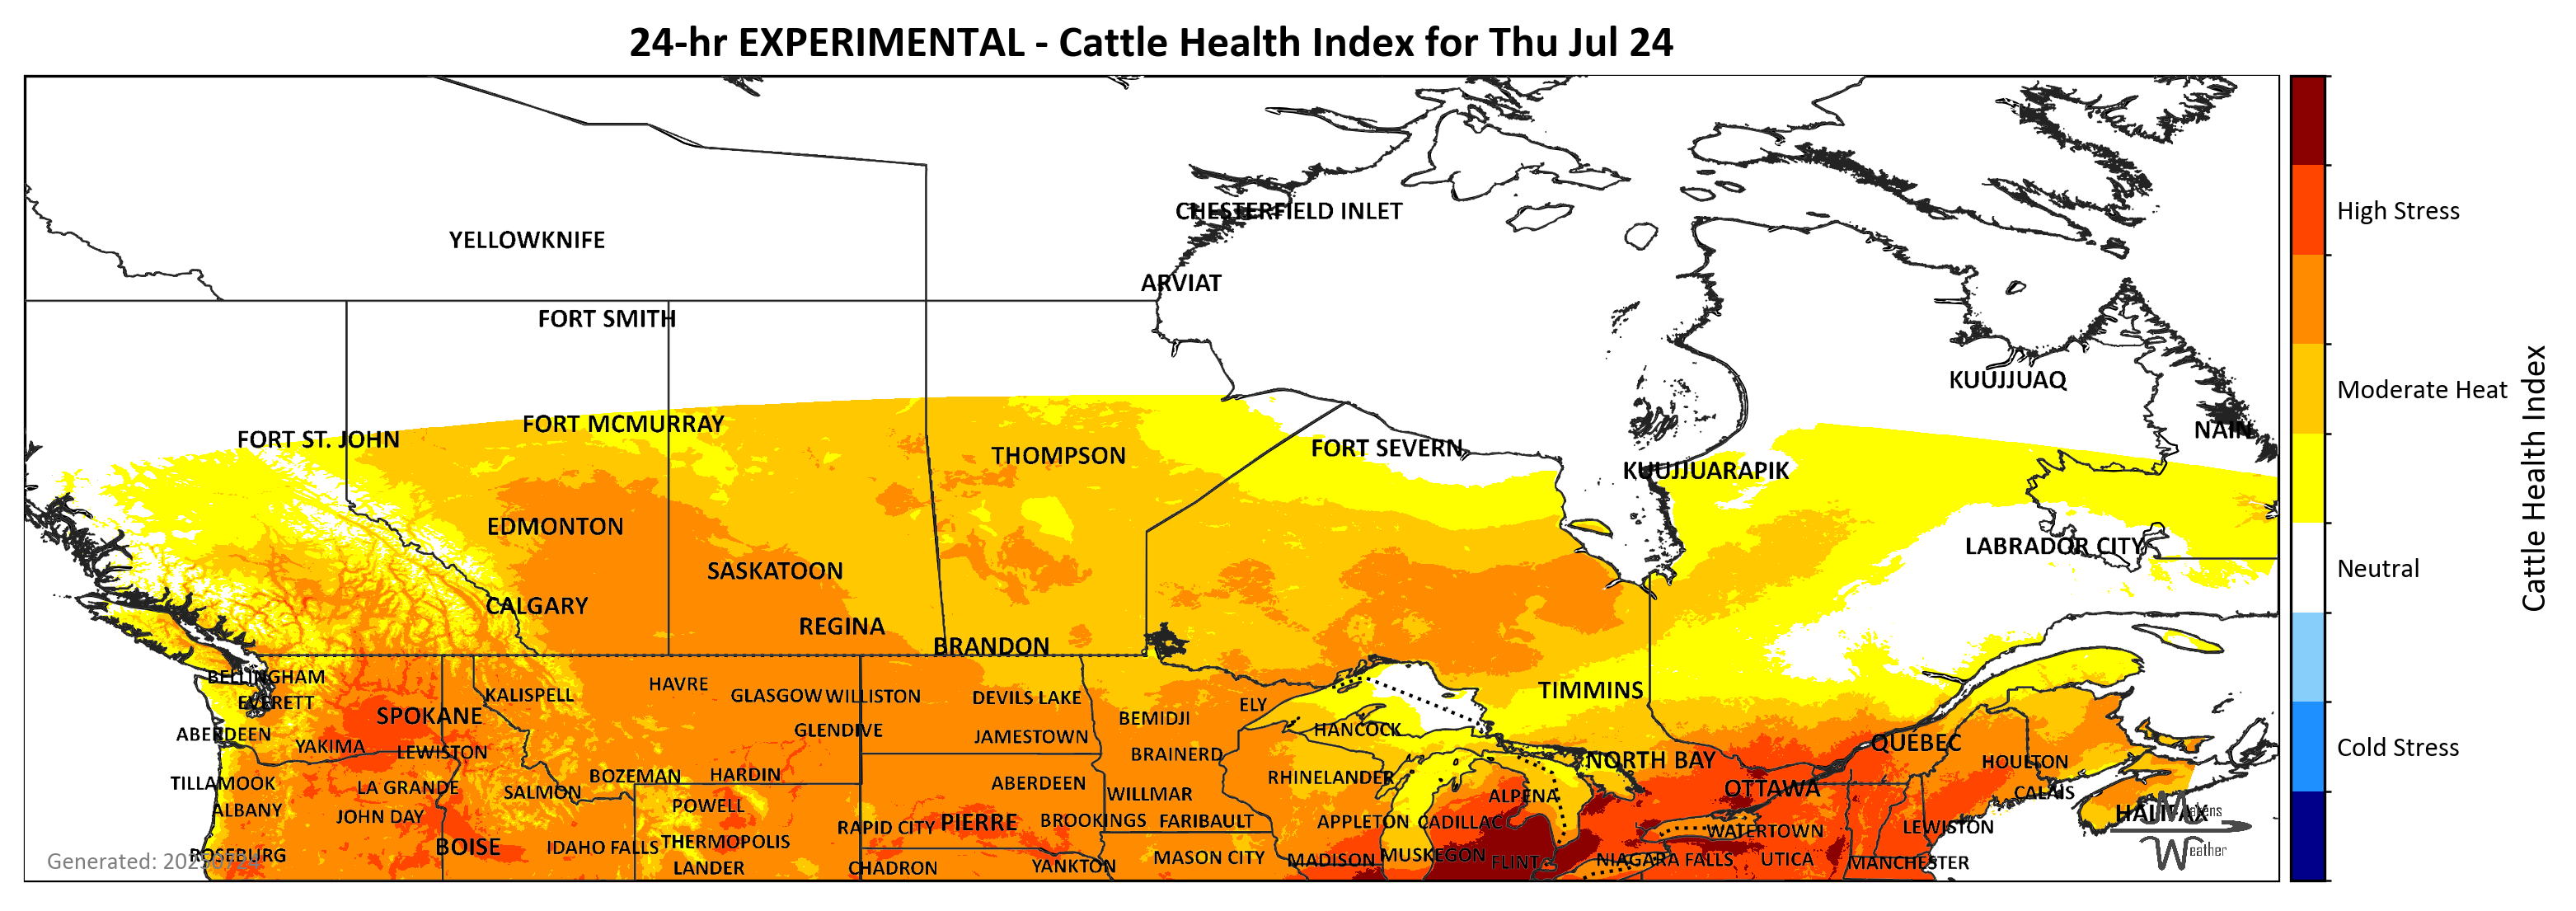 24-hr EXPERIMENTAL - Cattle Health Index for Thu Jul 24
CHESTERFIELD INLET
YELLOWKNIFE
High Stress
ARVIAT
FORT SMITH
KUUJJUAQ
Moderate Heat
FORT MCMURRAY
NAIN
FORT ST. JOHN
FORT SEVERN
THOMPSON
KUUJJUARAPIK
Cattle Health Index
EDMONTON
LABRADOR CITY
SASKATOON
Neutral
CALGARY
REGINA
BRANDON
BELLINGHAM
HAVRE
TIMMINS
KALISPELL
GLASGOW
WILLISTON
DEVILS LAKE
EVERETT
ELY
SPOKANE
BEMIDJI
GLENDIVE
HANCOCK
ABERDEEN
JAMESTOWN
QUEBEC
YAKIMA
LEWISTON
BRAINERD
Cold Stress
NORTH BAY
HOULTON
BOZEMAN
HARDIN
RHINELANDER
TILLAMOOK
LA GRANDE
ABERDEEN
OTTAWA
SALMON
WILLMAR
ALPENA
CALAIS
POWELL
ALBANY
JOHN DAY
HALIFAX
Makens
Weather
RAPID CITY
PIERRE
BROOKINGS
FARIBAULT
APPLETON
CADILLAC
WATERTOWN
LEWISTON
THERMOPOLIS
BOISE
IDAHO FALLS
ROSEBURG
MASON CITY
MADISON
MUSKEGON
FLINT
NIAGARA FALLS
UTICA
MANCHESTER
LANDER
CHADRON
YANKTON
Generated: